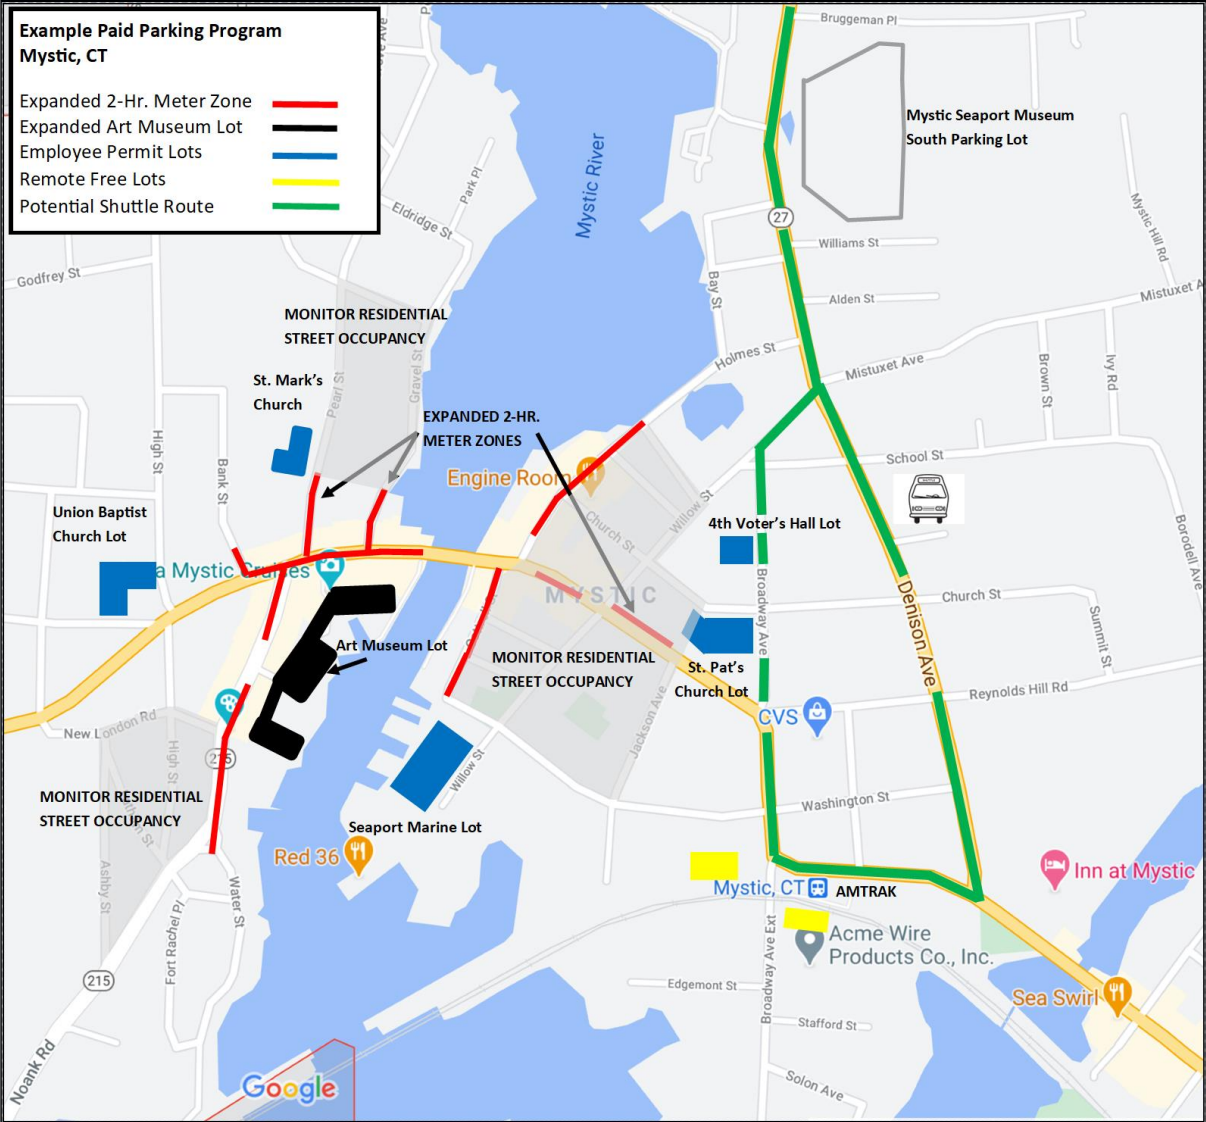 Example Paid Parking Program
Mystic, CT
Expanded 2-Hr. Meter Zone
Expanded Art Museum Lot
Employee Permit Lots
Remote Free Lots
Potential Shuttle Route
Bruggeman Pl
Mystic Seaport Museum
South Parking Lot
Park Pl
Eldridge St
Mystic River
27
Mystic Hill Rd
Williams St
Godfrey St
Bay St
Alden St
Mistuxet A
MONITOR RESIDENTIAL
STREET OCCUPANCY
Holmes St
Mistuxet Ave
Brown St
Ivy Rd
St. Mark's
Church
Pearl St
Gravel St
EXPANDED 2-HR.
METER ZONES
High St
Bank St
School St
Engine Room
Willow St
Union Baptist
Church Lot
Church St
4th Voter's Hall Lot
Borodell Ave
a Mystic Cruises
MYSTIC
Broadway Ave
Denison Ave
Church St
Summit St
Art Museum Lot
MONITOR RESIDENTIAL
STREET OCCUPANCY
St. Pat's
Church Lot
Reynolds Hill Rd
New London Rd
High St
215
Jackson Ave
CVS
Willow St
MONITOR RESIDENTIAL
STREET OCCUPANCY
Washington St
Seaport Marine Lot
Red 36
Ashby St
Water St
Fort Rachel Pl
Mystic, CT
AMTRAK
Inn at Mystic
Acme Wire
Products Co., Inc.
Broadway Ave Ext
215
Edgemont St
Sea Swirl
Stafford St
Noank Rd
Google
Solon Ave